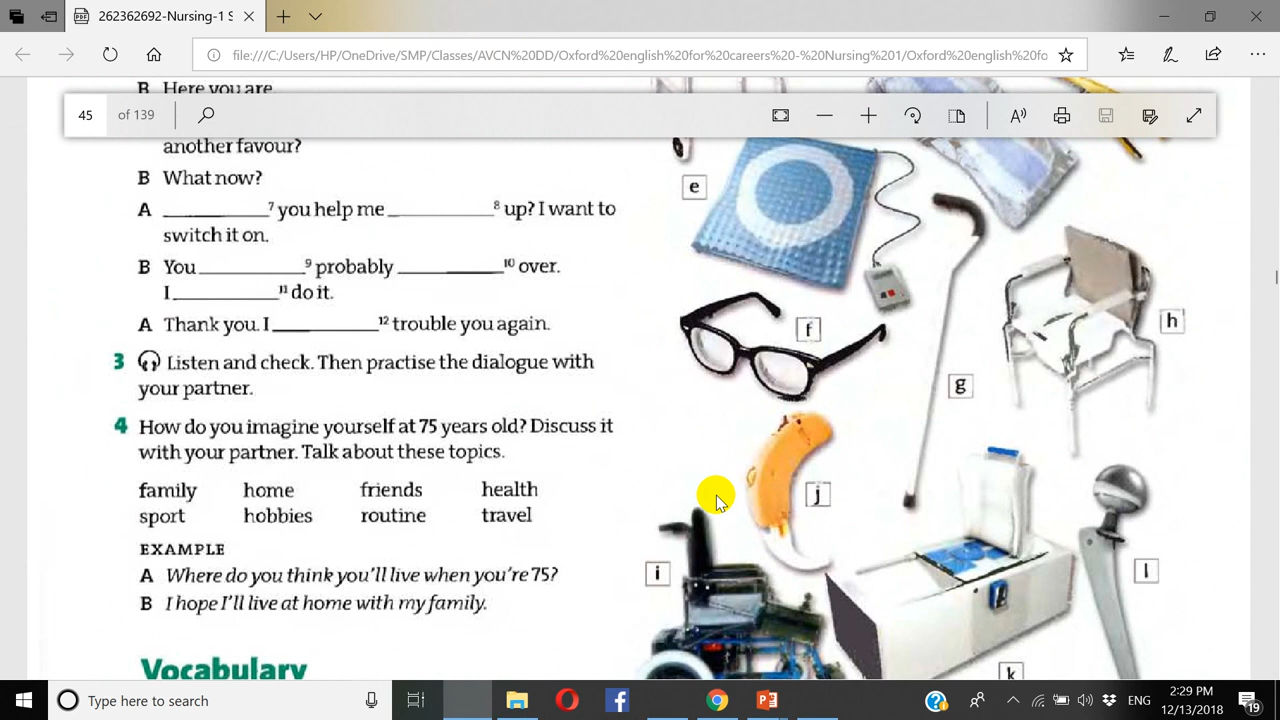 262362692-Nursing-1 S
file:///C:/Users/HP/OneDrive/SMP/Classes/AVCN%20DD/Oxford%20english%20for%20careers%20-%20Nursing%201/Oxford%20english%20fo
45 of 139
B Here you are
another favour?
B What now?
A ____________7 you help me ____________8 up? I want to
switch it on.
B You ____________9 probably ____________10 over.
I ____________11 do it.
A Thank you. I ____________12 trouble you again.
3 Listen and check. Then practise the dialogue with
your partner.
4 How do you imagine yourself at 75 years old? Discuss it
with your partner. Talk about these topics.
family home friends health
sport hobbies routine travel
EXAMPLE
A Where do you think you'll live when you're 75?
B I hope I'll live at home with my family.
Vocabulary
e
f
g
h
j
i
l
k
Type here to search
ENG
2:29 PM
12/13/2018
19